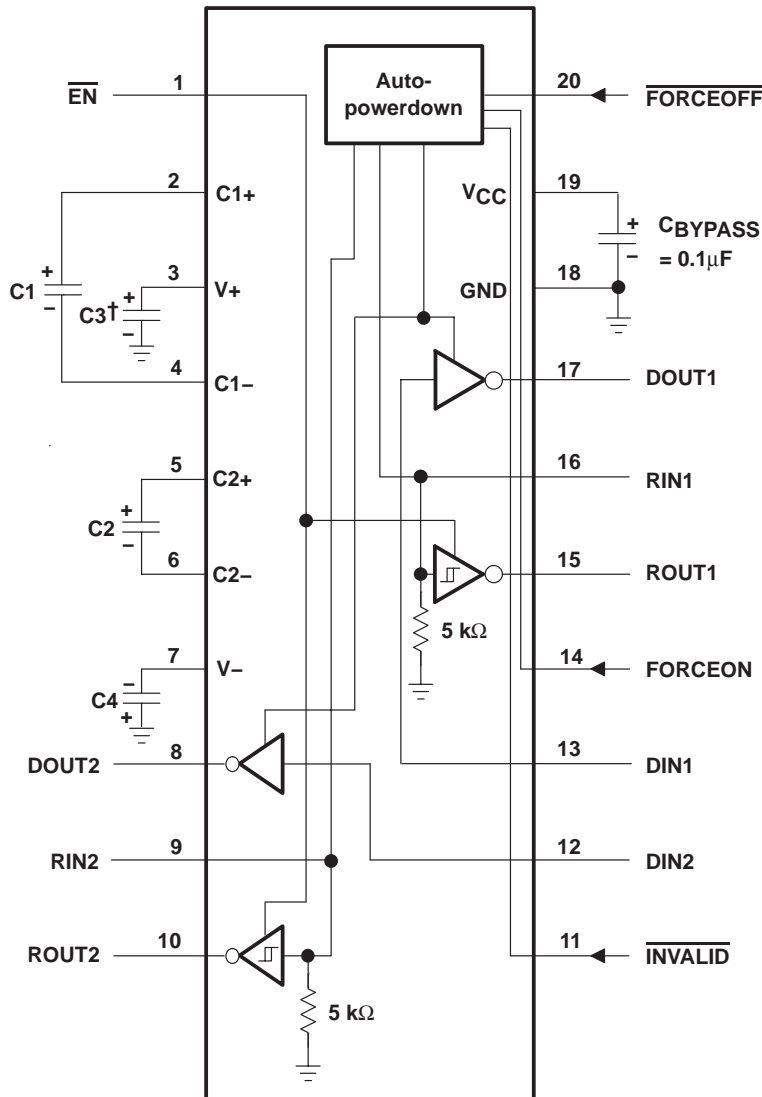 Auto-
powerdown
EN 1
20 FORCEOFF
2 C1+
VCC 19
+ CBYPASS
– = 0.1μF
C1 + –
3 V+
C3† + –
GND 18
4 C1–
17 DOUT1
5 C2+
16 RIN1
C2 + –
6 C2–
15 ROUT1
5 kΩ
7 V–
14 FORCEON
C4 – +
DOUT2 8
13 DIN1
RIN2 9
12 DIN2
ROUT2 10
11 INVALID
5 kΩ